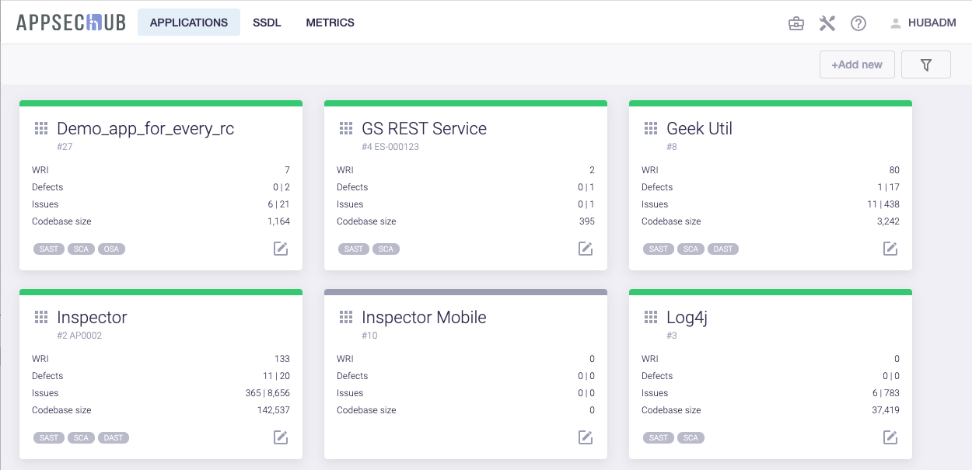 APPSECHUB APPLICATIONS SSDL METRICS HUBADM
+Add new
Demo_app_for_every_rc
#27
WRI 7
Defects 0 | 2
Issues 6 | 21
Codebase size 1,164
SAST SCA OSA
GS REST Service
#4 ES-000123
WRI 2
Defects 0 | 1
Issues 0 | 1
Codebase size 395
SAST SCA
Geek Util
#8
WRI 80
Defects 1 | 17
Issues 11 | 438
Codebase size 3,242
SAST SCA DAST
Inspector
#2 AP0002
WRI 133
Defects 11 | 20
Issues 365 | 8,656
Codebase size 142,537
SAST SCA DAST
Inspector Mobile
#10
WRI 0
Defects 0 | 0
Issues 0 | 0
Codebase size 0
Log4j
#3
WRI 0
Defects 0 | 0
Issues 6 | 783
Codebase size 37,419
SAST SCA